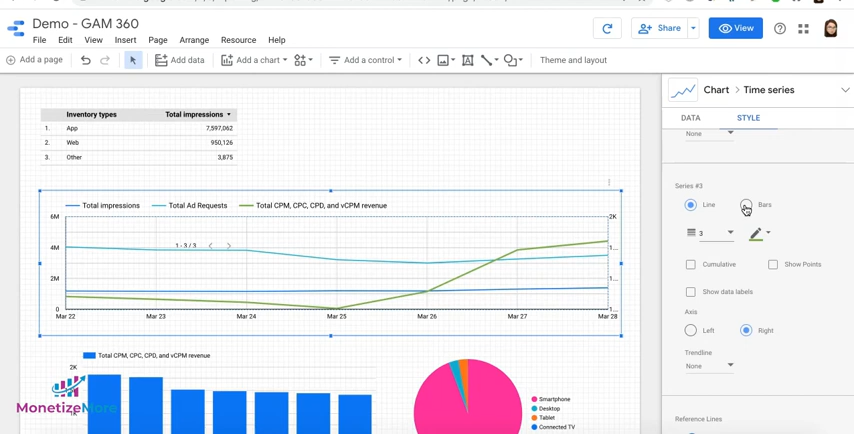 Demo - GAM 360
File Edit View Insert Page Arrange Resource Help
Share View
Add a page Add data Add a chart Add a control Theme and layout
Chart > Time series
DATA STYLE
None
Inventory types Total impressions
1. App 7,597,062
2. Web 950,126
3. Other 3,875
Series #3
Line Bars
3
Cumulative Show Points
Show data labels
Axis
Left Right
Trendline
None
Reference Lines
Total impressions Total Ad Requests Total CPM, CPC, CPD, and vCPM revenue
6M 2K
1 - 3 / 3
4M 1...
2M 1...
0 1...
Mar 22 Mar 23 Mar 24 Mar 25 Mar 26 Mar 27 Mar 28
Total CPM, CPC, CPD, and vCPM revenue
2K
Smartphone
Desktop
Tablet
Connected TV
MonetizeMore